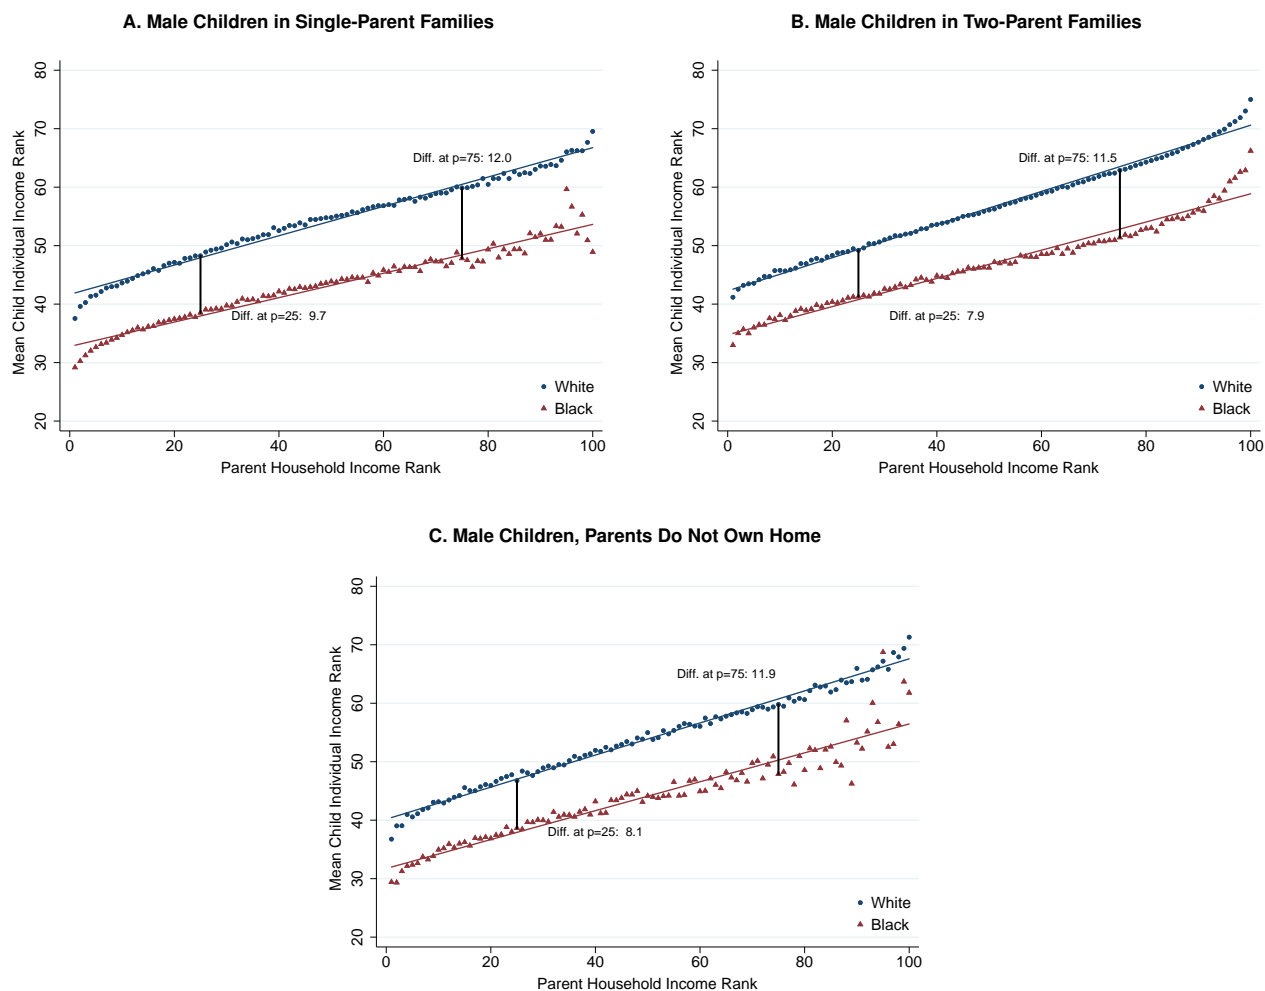 A. Male Children in Single-Parent Families
Mean Child Individual Income Rank
80
70
60
50
40
30
20
Diff. at p=75: 12.0
Diff. at p=25:  9.7
White
Black
0 20 40 60 80 100
Parent Household Income Rank
B. Male Children in Two-Parent Families
Mean Child Individual Income Rank
80
70
60
50
40
30
20
Diff. at p=75: 11.5
Diff. at p=25:  7.9
White
Black
0 20 40 60 80 100
Parent Household Income Rank
C. Male Children, Parents Do Not Own Home
Mean Child Individual Income Rank
80
70
60
50
40
30
20
Diff. at p=75: 11.9
Diff. at p=25:  8.1
White
Black
0 20 40 60 80 100
Parent Household Income Rank